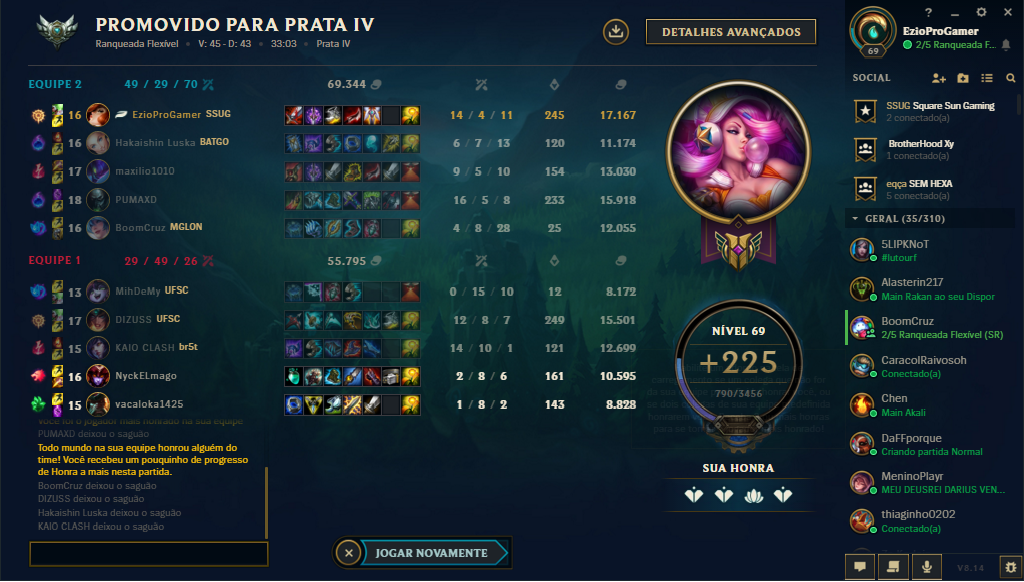 PROMOVIDO PARA PRATA IV
Ranqueada Flexível • V: 45 - D: 43 • 33:03 • Prata IV
DETALHES AVANÇADOS
EQUIPE 2 49 / 29 / 70 69.344
16 EzioProGamer SSUG 14 / 4 / 11 245 17.167
16 Hakaishin Luska BATGO 6 / 7 / 13 120 11.174
17 maxilio1010 9 / 5 / 10 154 13.030
18 PUMAXD 16 / 5 / 8 233 15.918
16 BoomCruz MGLON 4 / 8 / 28 25 12.055
EQUIPE 1 29 / 49 / 26 55.795
13 MihDeMy UFSC 0 / 15 / 10 12 8.172
17 DIZUSS UFSC 12 / 8 / 7 249 15.501
15 KAIO CLASH br5t 14 / 10 / 1 121 12.699
16 NyckELmago 2 / 8 / 6 161 10.595
15 vacaloka1425 1 / 8 / 2 143 8.828
Você foi o jogador mais honrado na sua equipe
PUMAXD deixou o saguão
Todo mundo na sua equipe honrou alguém do
time! Você recebeu um pouquinho de progresso
de Honra a mais nesta partida.
BoomCruz deixou o saguão
DIZUSS deixou o saguão
Hakaishin Luska deixou o saguão
KAIO CLASH deixou o saguão
JOGAR NOVAMENTE
NÍVEL 69
+225
790/3456
SUA HONRA
?
69
EzioProGamer
2/5 Ranqueada F...
SOCIAL
SSUG Square Sun Gaming
2 conectado(a)
BrotherHood Xy
1 conectado(a)
eqça SEM HEXA
5 conectado(a)
GERAL (35/310)
5LIPKNoT
#lutourf
Alasterin217
Main Rakan ao seu Dispor
BoomCruz
2/5 Ranqueada Flexível (SR)
CaracolRaivosoh
Conectado(a)
Chen
Main Akali
DaFFporque
Criando partida Normal
MeninoPlayr
MEU DEUSREI DARIUS VEN...
thiaginho0202
Conectado(a)
V8.14